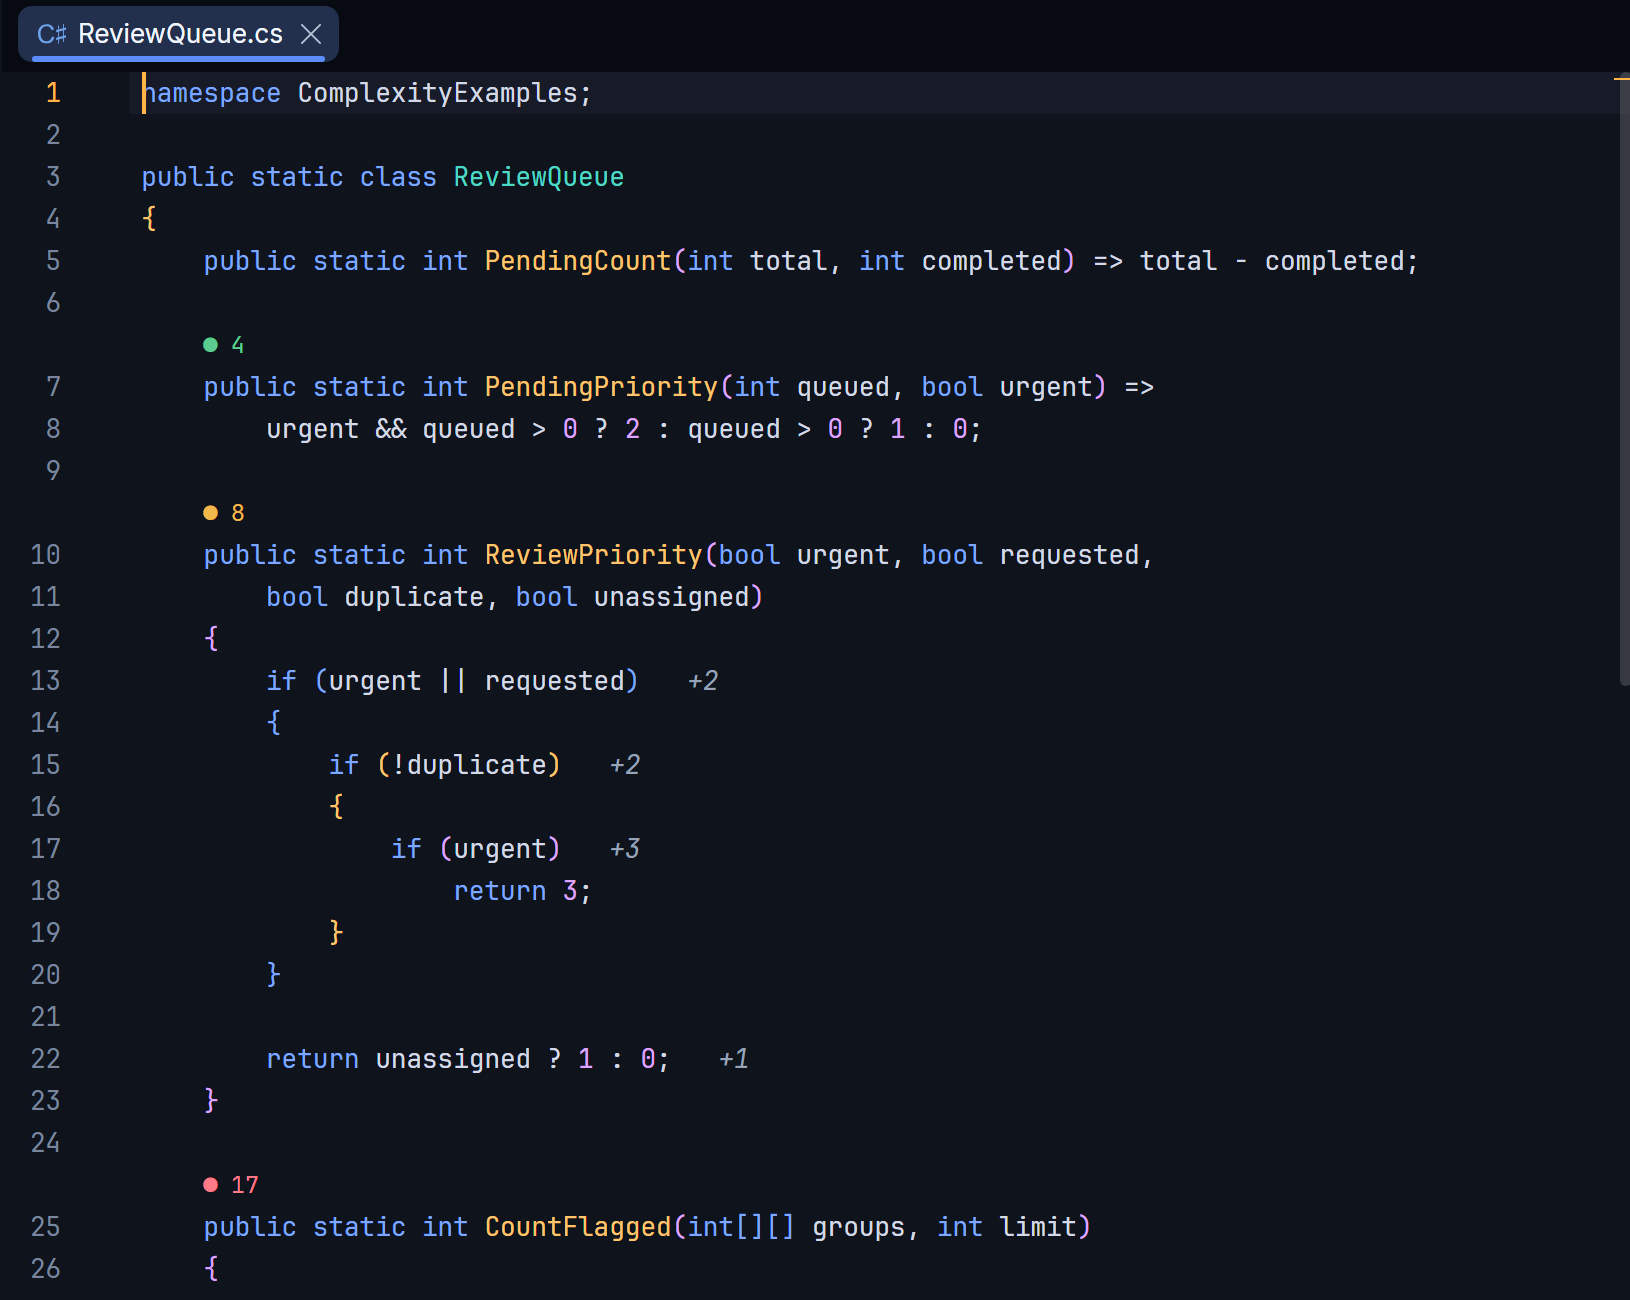 C# ReviewQueue.cs
1 namespace ComplexityExamples;
2
3 public static class ReviewQueue
4 {
5     public static int PendingCount(int total, int completed) => total - completed;
6
    4
7     public static int PendingPriority(int queued, bool urgent) =>
8         urgent && queued > 0 ? 2 : queued > 0 ? 1 : 0;
9
    8
10     public static int ReviewPriority(bool urgent, bool requested,
11         bool duplicate, bool unassigned)
12     {
13         if (urgent || requested)   +2
14         {
15             if (!duplicate)   +2
16             {
17                 if (urgent)   +3
18                     return 3;
19             }
20         }
21
22         return unassigned ? 1 : 0;   +1
23     }
24
    17
25     public static int CountFlagged(int[][] groups, int limit)
26     {